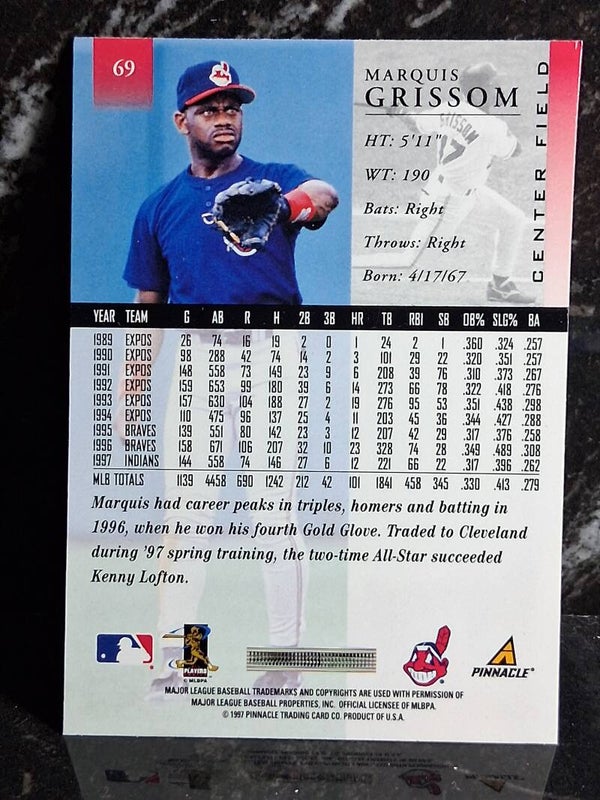 69
MARQUIS
GRISSOM
HT: 5'11"
WT: 190
Bats: Right
Throws: Right
Born: 4/17/67
CENTER FIELD
YEAR TEAM G AB R H 2B 3B HR TB RBI SB OB% SLG% BA
1989 EXPOS 26 74 16 19 2 0 1 24 2 1 .360 .324 .257
1990 EXPOS 98 288 42 74 14 2 3 101 29 22 .320 .351 .257
1991 EXPOS 148 558 73 149 23 9 6 208 39 76 .310 .373 .267
1992 EXPOS 159 653 99 180 39 6 14 273 66 78 .322 .418 .276
1993 EXPOS 157 630 104 188 27 2 19 276 95 53 .351 .438 .298
1994 EXPOS 110 475 96 137 25 4 11 203 45 36 .344 .427 .288
1995 BRAVES 139 551 80 142 23 3 12 207 42 29 .317 .376 .258
1996 BRAVES 158 671 106 207 32 10 23 328 74 28 .349 .489 .308
1997 INDIANS 144 558 74 146 27 6 12 221 66 22 .317 .396 .262
MLB TOTALS 1139 4458 690 1242 212 42 101 1841 458 345 .330 .413 .279
Marquis had career peaks in triples, homers and batting in
1996, when he won his fourth Gold Glove. Traded to Cleveland
during '97 spring training, the two-time All-Star succeeded
Kenny Lofton.
PLAYERS
© MLBPA
PINNACLE®
MAJOR LEAGUE BASEBALL TRADEMARKS AND COPYRIGHTS ARE USED WITH PERMISSION OF
MAJOR LEAGUE BASEBALL PROPERTIES, INC. OFFICIAL LICENSEE OF MLBPA.
© 1997 PINNACLE TRADING CARD CO. PRODUCT OF U.S.A.